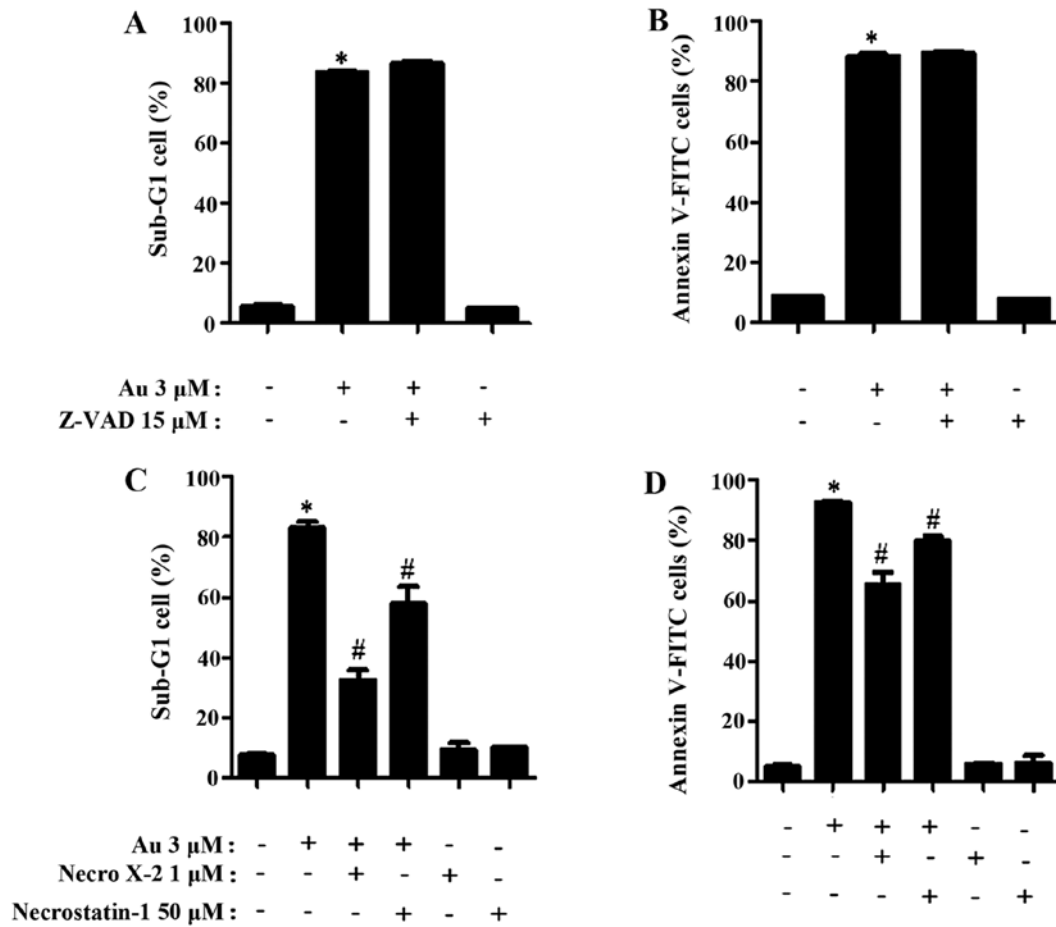 A
Sub-G1 cell (%)
100
80
60
40
20
0
*
B
Annexin V-FITC cells (%)
100
80
60
40
20
0
*
Au 3 µM : - + + -
Z-VAD 15 µM : - - + +
- + + -
- - + +
C
Sub-G1 cell (%)
100
80
60
40
20
0
*
#
#
D
Annexin V-FITC cells (%)
100
80
60
40
20
0
*
#
#
Au 3 µM : - + + + - -
Necro X-2 1 µM : - - + - + -
Necrostatin-1 50 µM : - - - + - +
- + + + - -
- - + - + -
- - - + - +